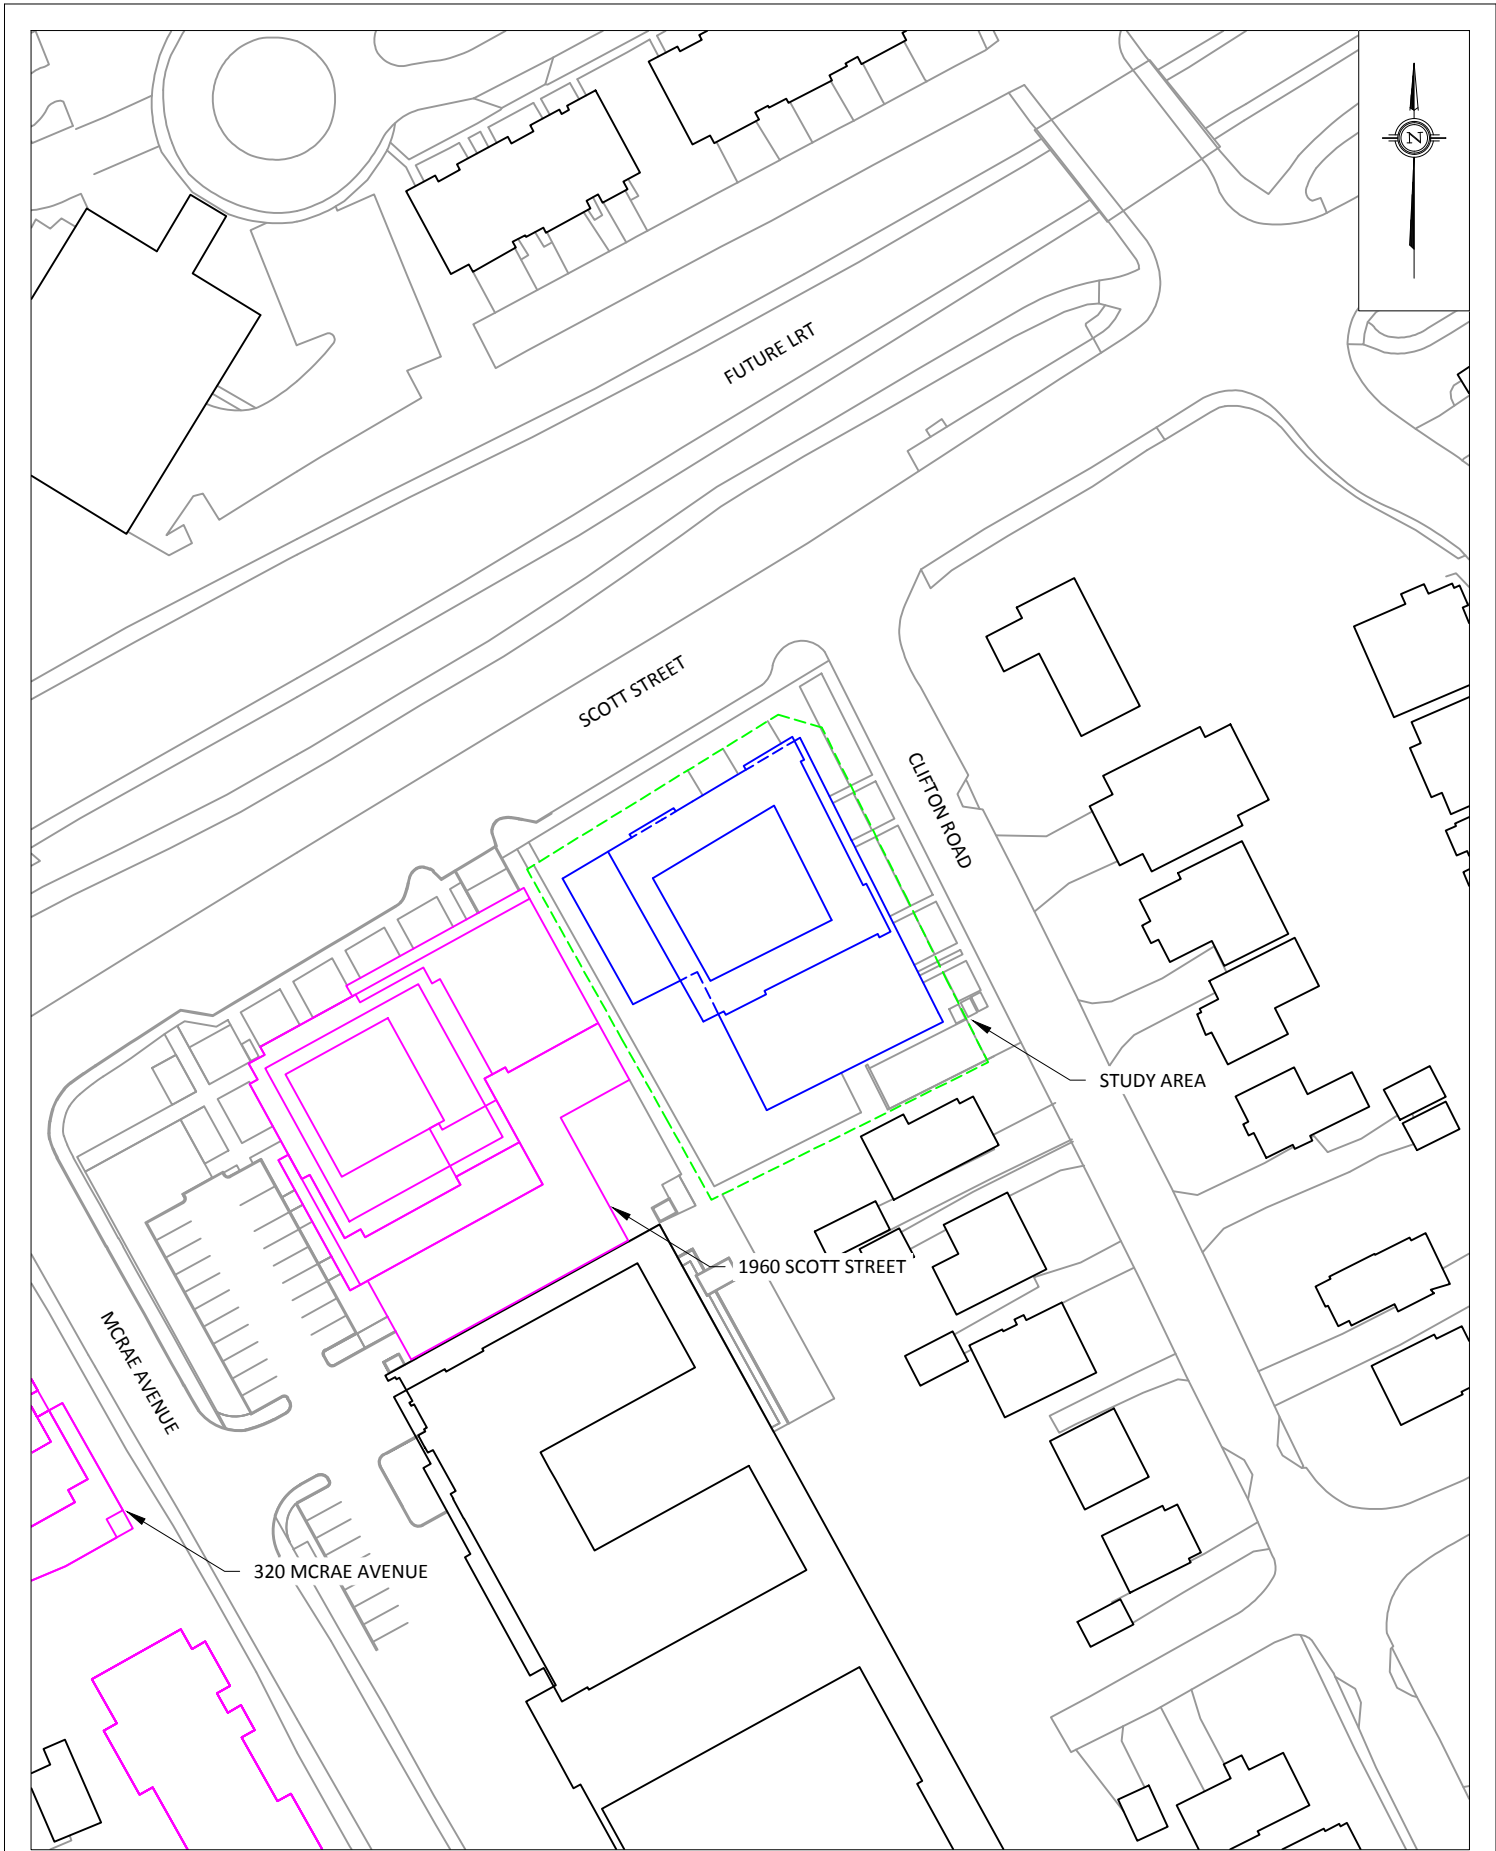 N
FUTURE LRT
SCOTT STREET
CLIFTON ROAD
STUDY AREA
1960 SCOTT STREET
MCRAE AVENUE
320 MCRAE AVENUE